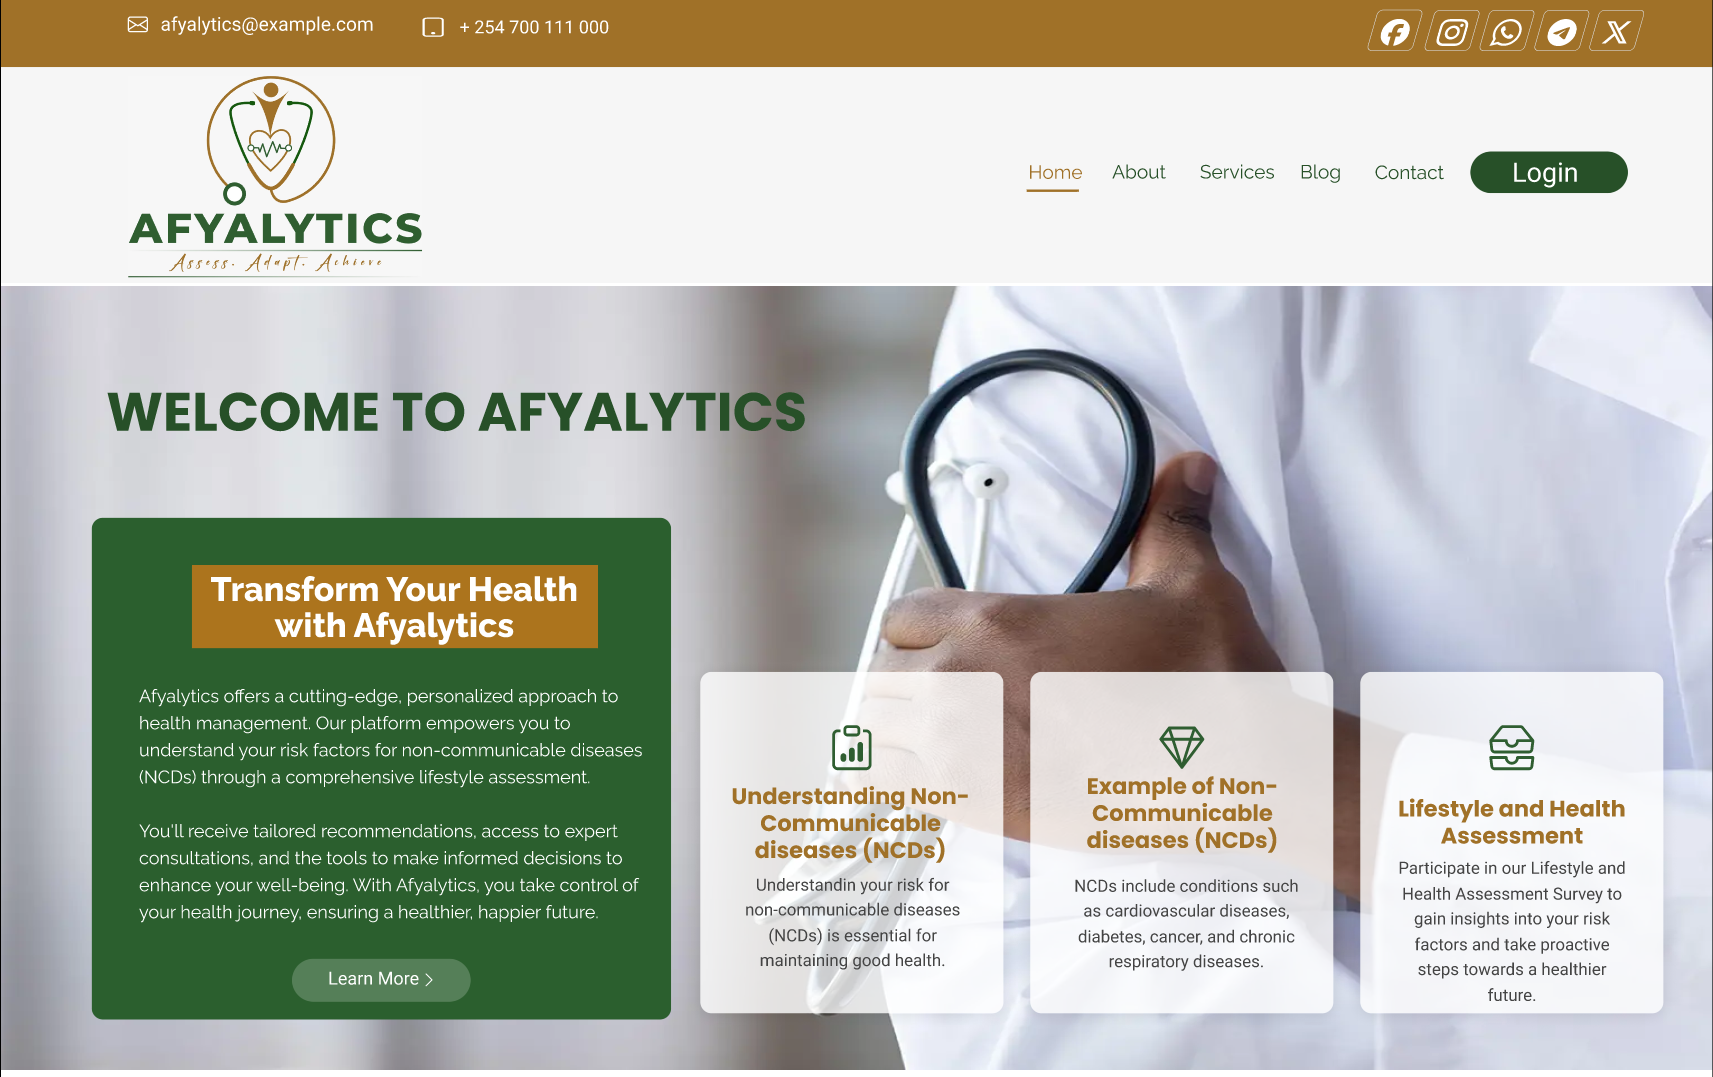 afyalytics@example.com
+ 254 700 111 000
AFYALYTICS
Assess. Adapt. Achieve
Home
About
Services
Blog
Contact
Login
WELCOME TO AFYALYTICS
Transform Your Health
with Afyalytics
Afyalytics offers a cutting-edge, personalized approach to
health management. Our platform empowers you to
understand your risk factors for non-communicable diseases
(NCDs) through a comprehensive lifestyle assessment.
You'll receive tailored recommendations, access to expert
consultations, and the tools to make informed decisions to
enhance your well-being. With Afyalytics, you take control of
your health journey, ensuring a healthier, happier future.
Learn More
Understanding Non-
Communicable
diseases (NCDs)
Understandin your risk for
non-communicable diseases
(NCDs) is essential for
maintaining good health.
Example of Non-
Communicable
diseases (NCDs)
NCDs include conditions such
as cardiovascular diseases,
diabetes, cancer, and chronic
respiratory diseases.
Lifestyle and Health
Assessment
Participate in our Lifestyle and
Health Assessment Survey to
gain insights into your risk
factors and take proactive
steps towards a healthier
future.